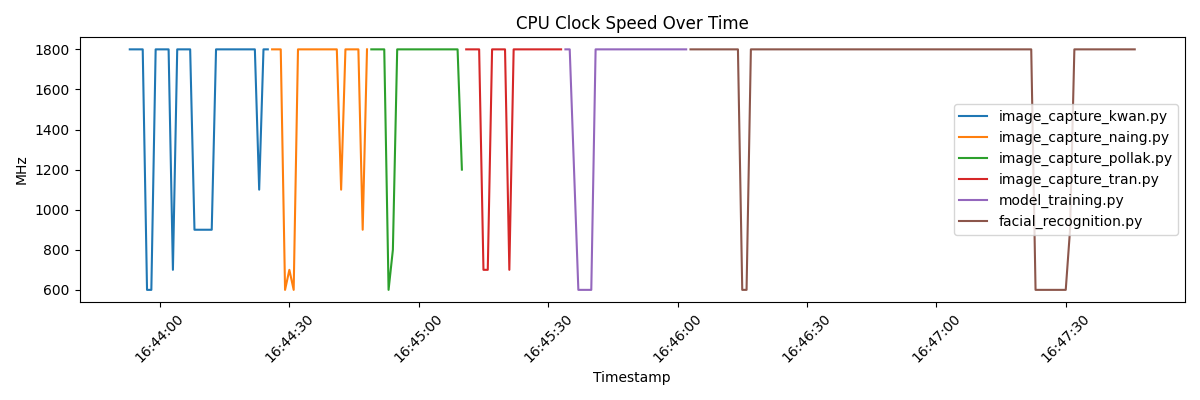 CPU Clock Speed Over Time
MHz
1800
1600
1400
1200
1000
800
600
image_capture_kwan.py
image_capture_naing.py
image_capture_pollak.py
image_capture_tran.py
model_training.py
facial_recognition.py
16:44:00
16:44:30
16:45:00
16:45:30
16:46:00
16:46:30
16:47:00
16:47:30
Timestamp